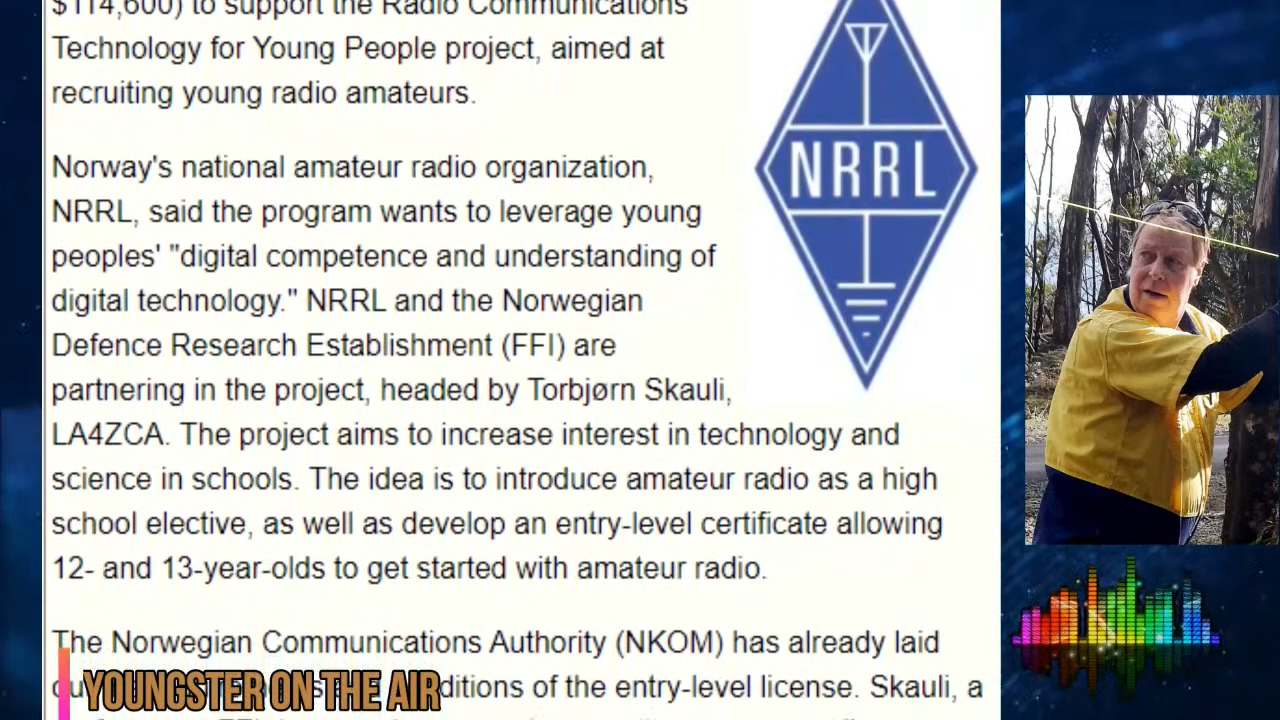 $114,600) to support the Radio Communications
Technology for Young People project, aimed at
recruiting young radio amateurs.
Norway's national amateur radio organization,
NRRL, said the program wants to leverage young
peoples' "digital competence and understanding of
digital technology." NRRL and the Norwegian
Defence Research Establishment (FFI) are
partnering in the project, headed by Torbjørn Skauli,
LA4ZCA. The project aims to increase interest in technology and
science in schools. The idea is to introduce amateur radio as a high
school elective, as well as develop an entry-level certificate allowing
12- and 13-year-olds to get started with amateur radio.
The Norwegian Communications Authority (NKOM) has already laid
ditions of the entry-level license. Skauli, a
NRRL
YOUNGSTER ON THE AIR